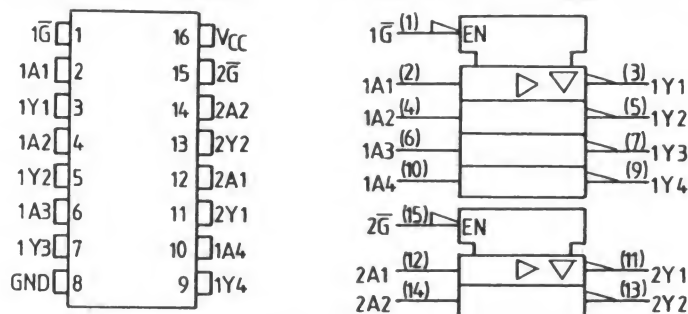 1G̅ 1 16 VCC
1A1 2 15 2G̅
1Y1 3 14 2A2
1A2 4 13 2Y2
1Y2 5 12 2A1
1A3 6 11 2Y1
1Y3 7 10 1A4
GND 8 9 1Y4
1G̅ (1) EN
1A1 (2) (3) 1Y1
1A2 (4) (5) 1Y2
1A3 (6) (7) 1Y3
1A4 (10) (9) 1Y4
2G̅ (15) EN
2A1 (12) (11) 2Y1
2A2 (14) (13) 2Y2